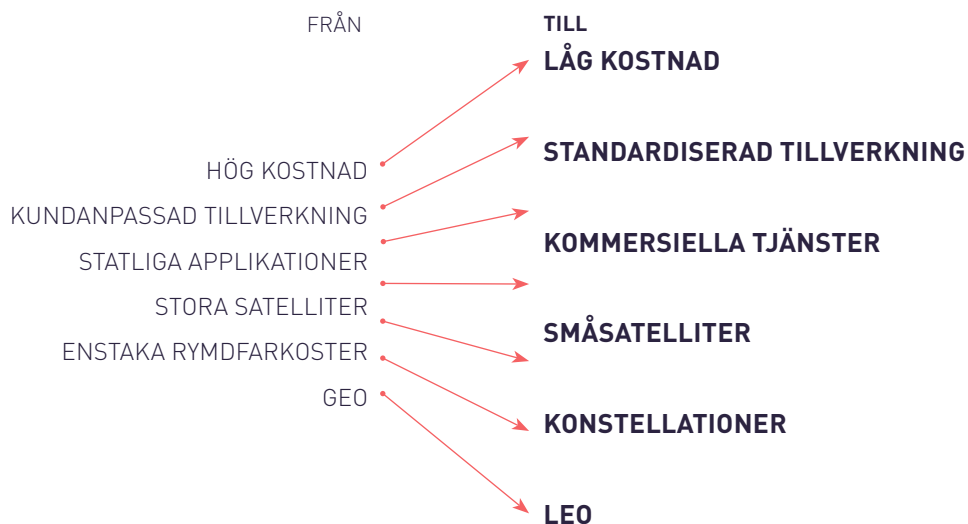 FRÅN
HÖG KOSTNAD
KUNDANPASSAD TILLVERKNING
STATLIGA APPLIKATIONER
STORA SATELLITER
ENSTAKA RYMDFARKOSTER
GEO
TILL
LÅG KOSTNAD
STANDARDISERAD TILLVERKNING
KOMMERSIELLA TJÄNSTER
SMÅSATELLITER
KONSTELLATIONER
LEO